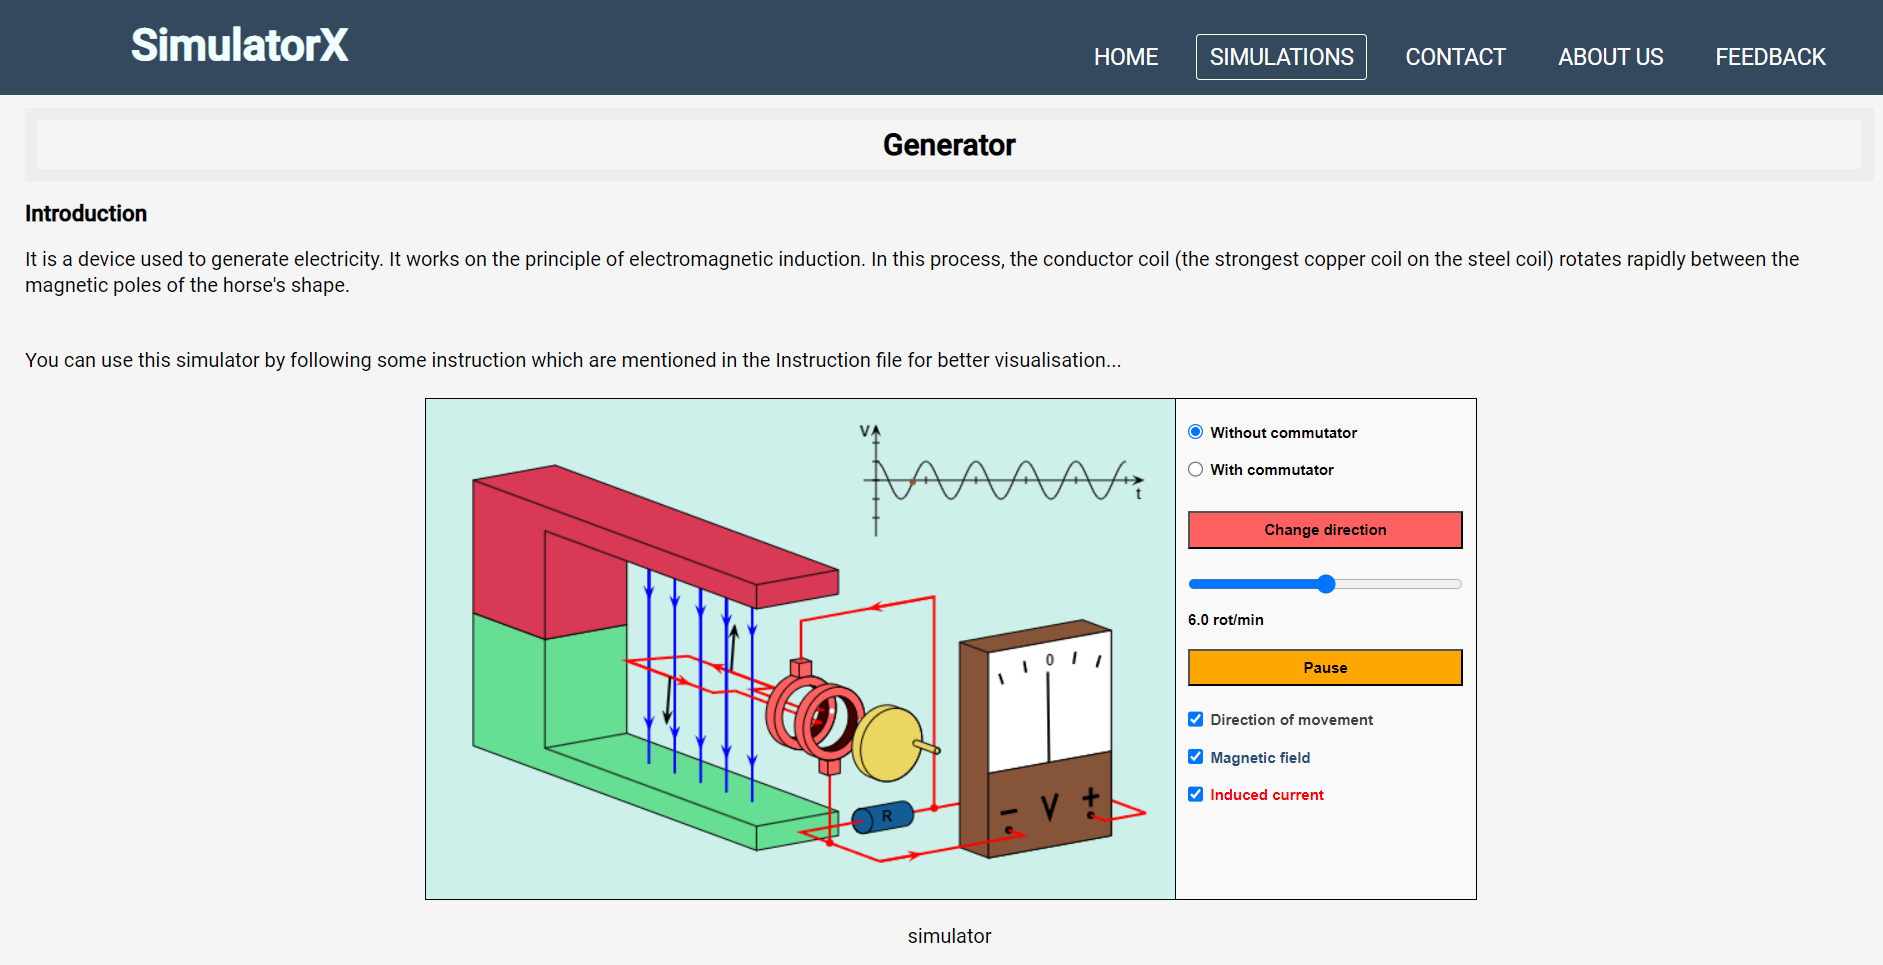 SimulatorX
HOME SIMULATIONS CONTACT ABOUT US FEEDBACK
Generator
Introduction
It is a device used to generate electricity. It works on the principle of electromagnetic induction. In this process, the conductor coil (the strongest copper coil on the steel coil) rotates rapidly between the
magnetic poles of the horse's shape.
You can use this simulator by following some instruction which are mentioned in the Instruction file for better visualisation...
V
t
0
R
− V +
Without commutator
With commutator
Change direction
6.0 rot/min
Pause
Direction of movement
Magnetic field
Induced current
simulator